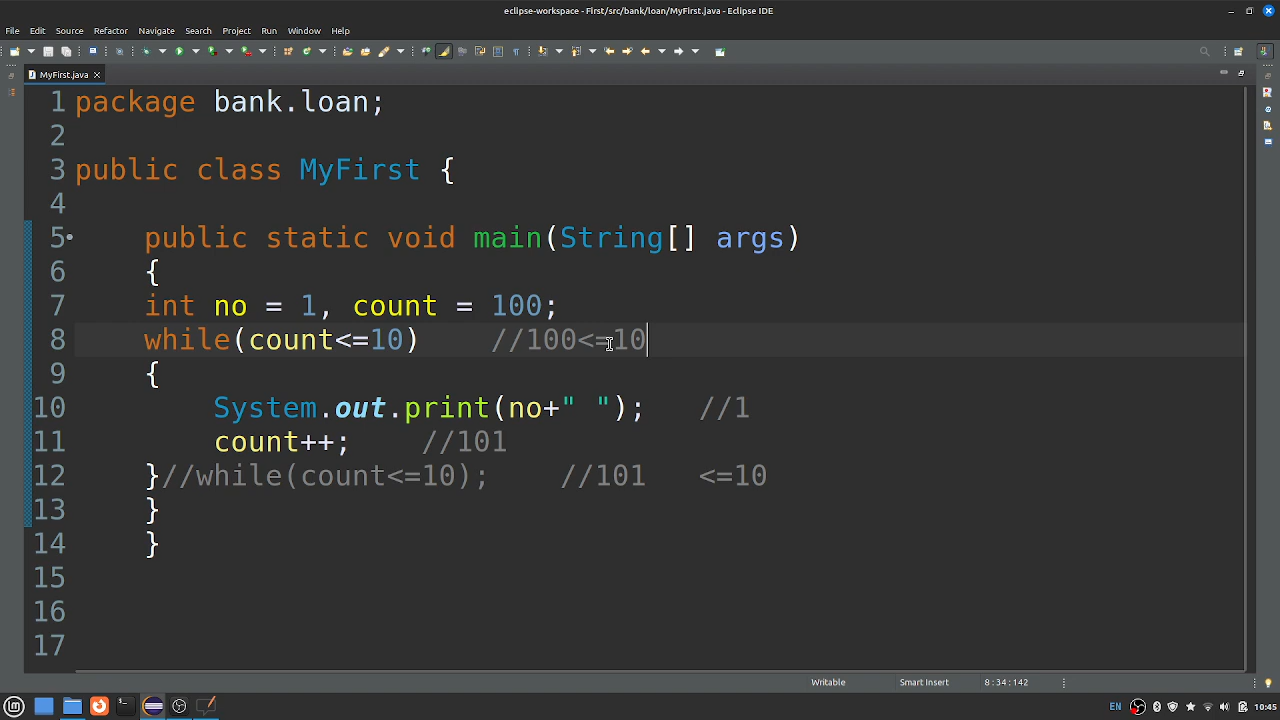 eclipse-workspace - First/src/bank/loan/MyFirst.java - Eclipse IDE
File Edit Source Refactor Navigate Search Project Run Window Help
MyFirst.java
1 package bank.loan;
2
3 public class MyFirst {
4
5 public static void main(String[] args)
6 {
7 int no = 1, count = 100;
8 while(count<=10) //100<=10
9 {
10 System.out.print(no+" "); //1
11 count++; //101
12 }//while(count<=10); //101 <=10
13 }
14 }
15
16
17
Writable Smart Insert 8:34:142
EN 10:45